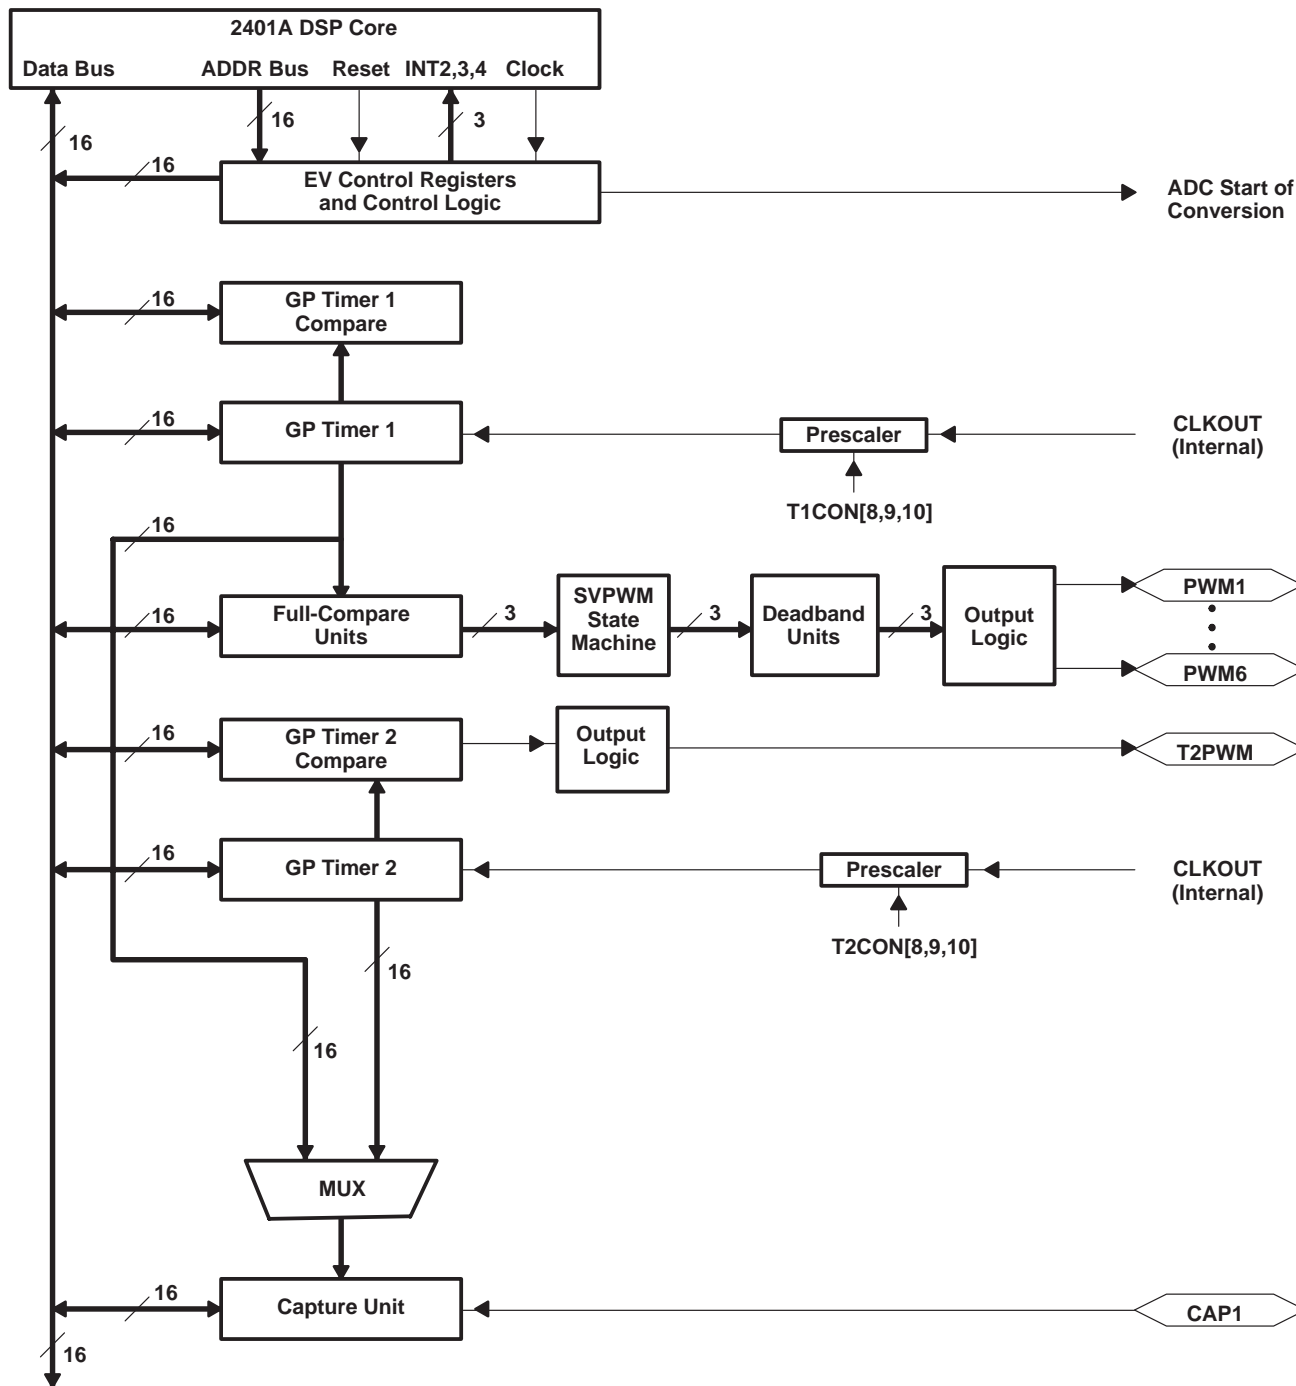 2401A DSP Core
Data Bus ADDR Bus Reset INT2,3,4 Clock
16
16
3
16
EV Control Registers
and Control Logic
ADC Start of
Conversion
16
GP Timer 1
Compare
16
GP Timer 1
Prescaler
CLKOUT
(Internal)
T1CON[8,9,10]
16
16
Full-Compare
Units
3
SVPWM
State
Machine
3
Deadband
Units
3
Output
Logic
PWM1
PWM6
16
GP Timer 2
Compare
Output
Logic
T2PWM
16
GP Timer 2
Prescaler
CLKOUT
(Internal)
T2CON[8,9,10]
16
16
MUX
16
Capture Unit
CAP1
16